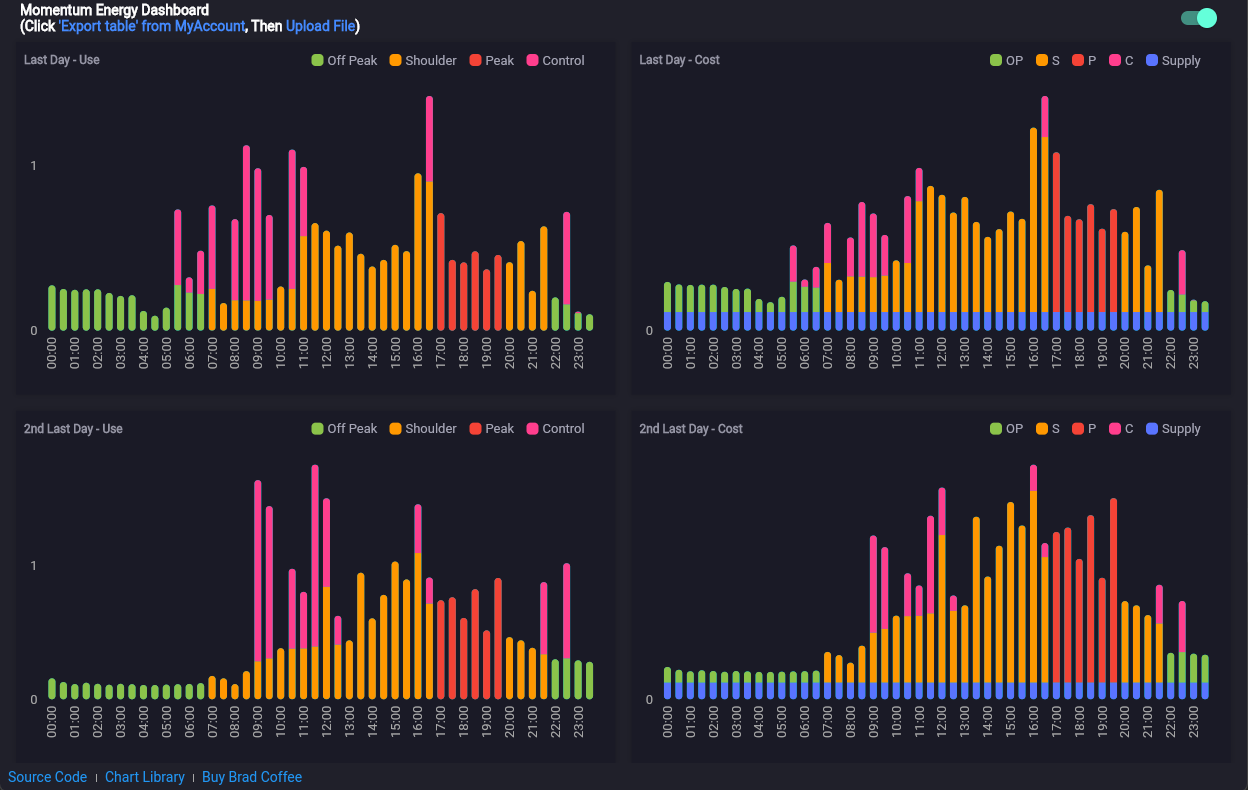 Momentum Energy Dashboard
(Click 'Export table' from MyAccount, Then Upload File)
Last Day - Use
Off Peak Shoulder Peak Control
1
0
00:00 01:00 02:00 03:00 04:00 05:00 06:00 07:00 08:00 09:00 10:00 11:00 12:00 13:00 14:00 15:00 16:00 17:00 18:00 19:00 20:00 21:00 22:00 23:00
Last Day - Cost
OP S P C Supply
0
00:00 01:00 02:00 03:00 04:00 05:00 06:00 07:00 08:00 09:00 10:00 11:00 12:00 13:00 14:00 15:00 16:00 17:00 18:00 19:00 20:00 21:00 22:00 23:00
2nd Last Day - Use
Off Peak Shoulder Peak Control
1
0
00:00 01:00 02:00 03:00 04:00 05:00 06:00 07:00 08:00 09:00 10:00 11:00 12:00 13:00 14:00 15:00 16:00 17:00 18:00 19:00 20:00 21:00 22:00 23:00
2nd Last Day - Cost
OP S P C Supply
0
00:00 01:00 02:00 03:00 04:00 05:00 06:00 07:00 08:00 09:00 10:00 11:00 12:00 13:00 14:00 15:00 16:00 17:00 18:00 19:00 20:00 21:00 22:00 23:00
Source Code | Chart Library | Buy Brad Coffee